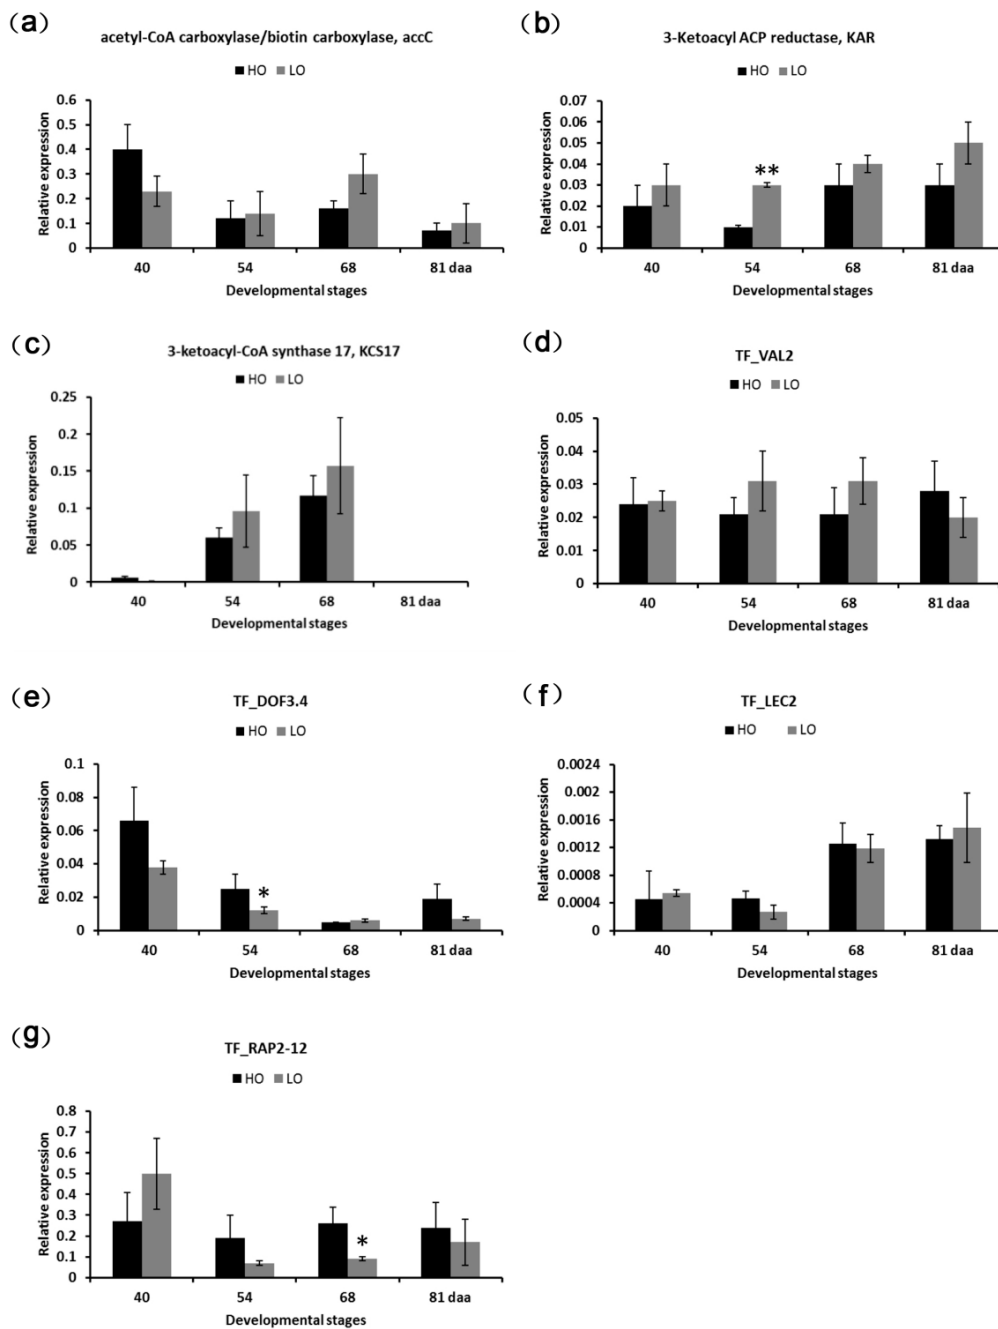 (a)
acetyl-CoA carboxylase/biotin carboxylase, accC
HO LO
Relative expression
0.6
0.5
0.4
0.3
0.2
0.1
0
40 54 68 81 daa
Developmental stages
(b)
3-Ketoacyl ACP reductase, KAR
HO LO
Relative expression
0.07
0.06
0.05
0.04
0.03
0.02
0.01
0
**
40 54 68 81 daa
Developmental stages
(c)
3-ketoacyl-CoA synthase 17, KCS17
HO LO
Relative expression
0.25
0.2
0.15
0.1
0.05
0
40 54 68 81 daa
Developmental stages
(d)
TF_VAL2
HO LO
Relative expression
0.05
0.04
0.03
0.02
0.01
0
40 54 68 81 daa
Developmental stages
(e)
TF_DOF3.4
HO LO
Relative expression
0.1
0.08
0.06
0.04
0.02
0
*
40 54 68 81 daa
Developmental stages
(f)
TF_LEC2
HO LO
Relative expression
0.0024
0.002
0.0016
0.0012
0.0008
0.0004
0
40 54 68 81 daa
Developmental stages
(g)
TF_RAP2-12
HO LO
Relative expression
0.8
0.7
0.6
0.5
0.4
0.3
0.2
0.1
0
*
40 54 68 81 daa
Developmental stages